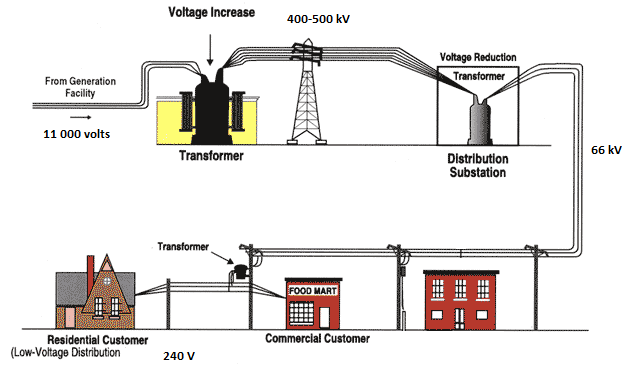 Voltage Increase
400-500 kV
Voltage Reduction
Transformer
From Generation
Facility
11 000 volts
Transformer
Distribution
Substation
66 kV
Transformer
FOOD MART
Residential Customer
(Low-Voltage Distribution
240 V
Commercial Customer